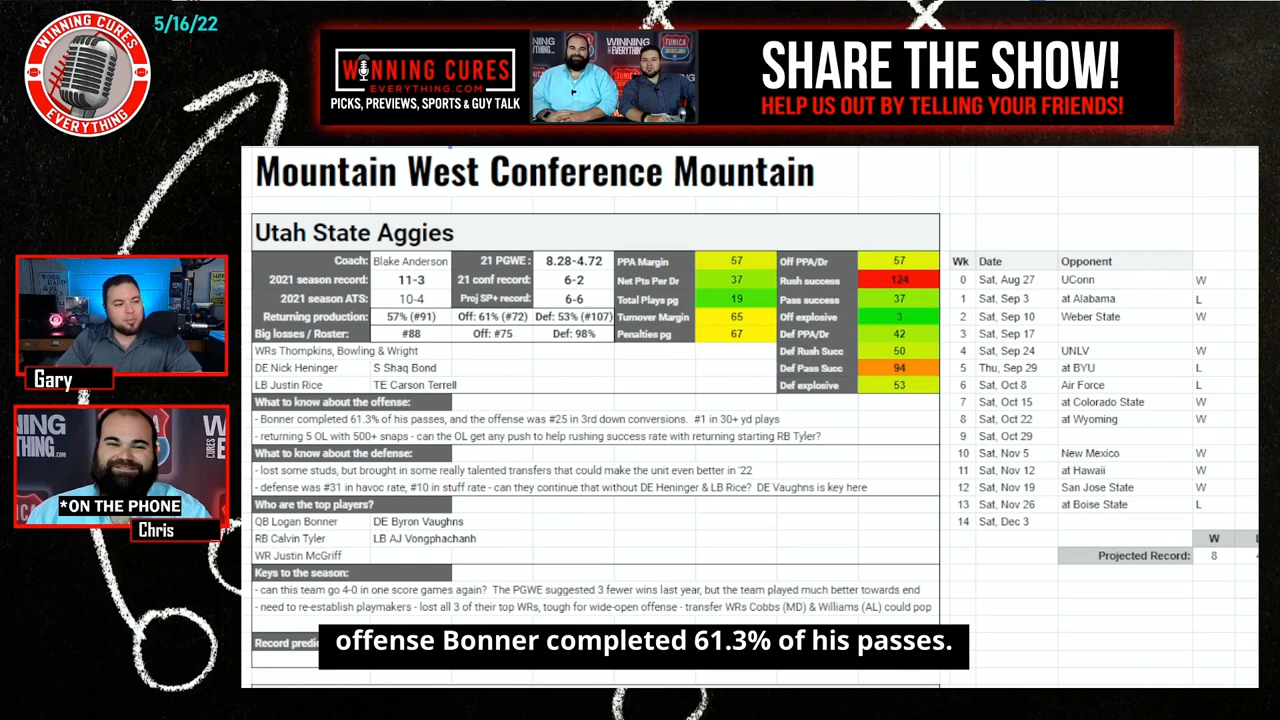 5/16/22
WINNING CURES
EVERYTHING
WINNING CURES
EVERYTHING.COM
PICKS, PREVIEWS, SPORTS & GUY TALK
WINNING
EVERYTHING
TUNICA
SHARE THE SHOW!
HELP US OUT BY TELLING YOUR FRIENDS!
Mountain West Conference Mountain
Utah State Aggies
Coach: Blake Anderson 21 PGWE: 8.28-4.72 PPA Margin 57 Off PPA/Dr 57
2021 season record: 11-3 21 conf record: 6-2 Net Pts Per Dr 37 Rush success 124
2021 season ATS: 10-4 Proj SP+ record: 6-6 Total Plays pg 19 Pass success 37
Returning production: 57% (#91) Off: 61% (#72) Def: 53% (#107) Turnover Margin 65 Off explosive 3
Big losses / Roster: #88 Off: #75 Def: 98% Penalties pg 67 Def PPA/Dr 42
WRs Thompkins, Bowling & Wright Def Rush Succ 50
DE Nick Heninger S Shaq Bond Def Pass Succ 94
LB Justin Rice TE Carson Terrell Def explosive 53
What to know about the offense:
- Bonner completed 61.3% of his passes, and the offense was #25 in 3rd down conversions. #1 in 30+ yd plays
- returning 5 OL with 500+ snaps - can the OL get any push to help rushing success rate with returning starting RB Tyler?
What to know about the defense:
- lost some studs, but brought in some really talented transfers that could make the unit even better in '22
- defense was #31 in havoc rate, #10 in stuff rate - can they continue that without DE Heninger & LB Rice? DE Vaughns is key here
Who are the top players?
QB Logan Bonner DE Byron Vaughns
RB Calvin Tyler LB AJ Vongphachanh
WR Justin McGriff
Keys to the season:
- can this team go 4-0 in one score games again? The PGWE suggested 3 fewer wins last year, but the team played much better towards end
- need to re-establish playmakers - lost all 3 of their top WRs, tough for wide-open offense - transfer WRs Cobbs (MD) & Williams (AL) could pop
Record predic
Wk Date Opponent
0 Sat, Aug 27 UConn W
1 Sat, Sep 3 at Alabama L
2 Sat, Sep 10 Weber State W
3 Sat, Sep 17
4 Sat, Sep 24 UNLV W
5 Thu, Sep 29 at BYU L
6 Sat, Oct 8 Air Force L
7 Sat, Oct 15 at Colorado State W
8 Sat, Oct 22 at Wyoming W
9 Sat, Oct 29
10 Sat, Nov 5 New Mexico W
11 Sat, Nov 12 at Hawaii W
12 Sat, Nov 19 San Jose State W
13 Sat, Nov 26 at Boise State L
14 Sat, Dec 3
W L
Projected Record: 8
Gary
*ON THE PHONE
Chris
offense Bonner completed 61.3% of his passes.